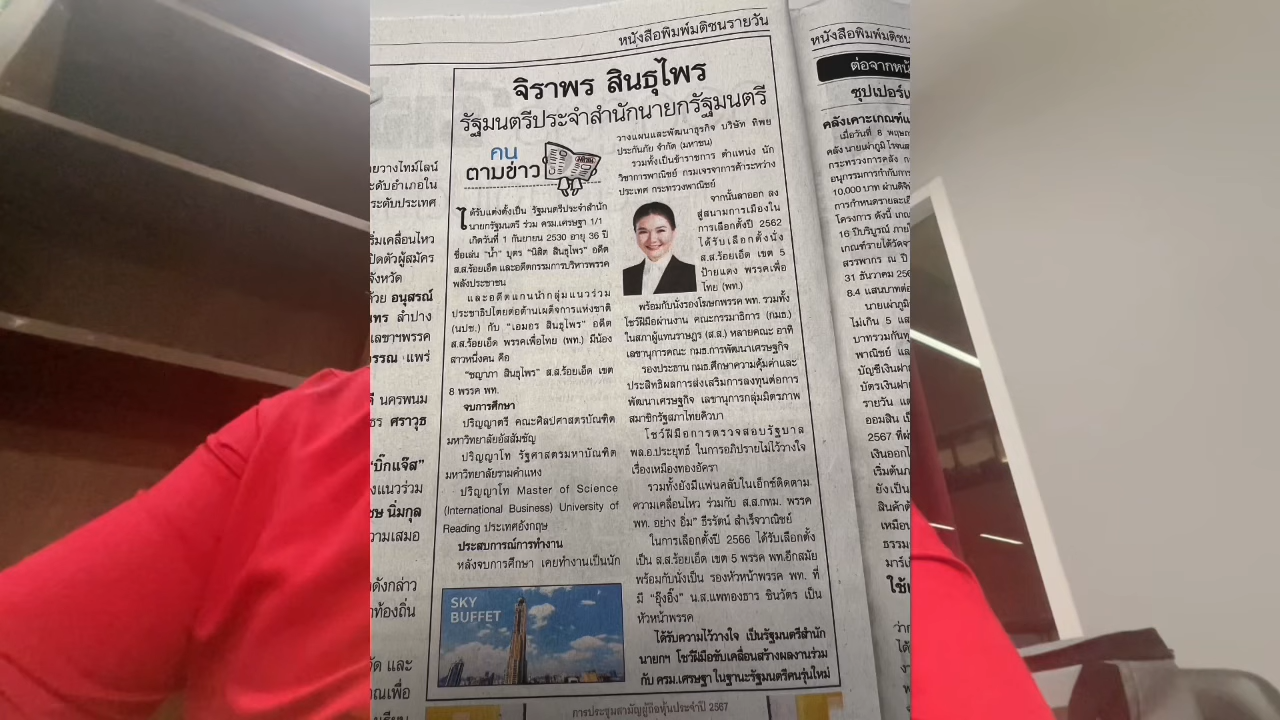 หนังสือพิมพ์มติชนรายวัน
จิราพร สินธุไพร
รัฐมนตรีประจำสำนักนายกรัฐมนตรี
คน
ตามข่าว
ได้รับแต่งตั้งเป็น รัฐมนตรีประจำสำนัก
นายกรัฐมนตรี ร่วม ครม.เศรษฐา 1/1
เกิดวันที่ 1 กันยายน 2530 อายุ 36 ปี
ชื่อเล่น "น้ำ" บุตร "นิสิต สินธุไพร" อดีต
ส.ส.ร้อยเอ็ด และอดีตกรรมการบริหารพรรค
พลังประชาชน
และอดีตแกนนำกลุ่มแนวร่วม
ประชาธิปไตยต่อต้านเผด็จการแห่งชาติ
(นปช.) กับ "เอมอร สินธุไพร" อดีต
ส.ส.ร้อยเอ็ด พรรคเพื่อไทย (พท.) มีน้อง
สาวหนึ่งคน คือ
"ชญาภา สินธุไพร" ส.ส.ร้อยเอ็ด เขต
8 พรรค พท.
จบการศึกษา
ปริญญาตรี คณะศิลปศาสตรบัณฑิต
มหาวิทยาลัยอัสสัมชัญ
ปริญญาโท รัฐศาสตรมหาบัณฑิต
มหาวิทยาลัยรามคำแหง
ปริญญาโท Master of Science
(International Business) University of
Reading ประเทศอังกฤษ
ประสบการณ์การทำงาน
หลังจบการศึกษา เคยทำงานเป็นนัก
วางแผนและพัฒนาธุรกิจ บริษัท ทิพย
ประกันภัย จำกัด (มหาชน)
รวมทั้งเป็นข้าราชการ ตำแหน่ง นัก
วิชาการพาณิชย์ กรมเจรจาการค้าระหว่าง
ประเทศ กระทรวงพาณิชย์
จากนั้นลาออก ลง
สู่สนามการเมืองใน
การเลือกตั้งปี 2562
ได้รับเลือกตั้งนั่ง
ส.ส.ร้อยเอ็ด เขต 5
ป้ายแดง พรรคเพื่อ
ไทย (พท.)
พร้อมกับนั่งรองโฆษกพรรค พท. รวมทั้ง
โชว์ฝีมือผ่านงาน คณะกรรมาธิการ (กมธ.)
ในสภาผู้แทนราษฎร (ส.ส.) หลายคณะ อาทิ
เลขานุการคณะ กมธ.การพัฒนาเศรษฐกิจ
รองประธาน กมธ.ศึกษาความคุ้มค่าและ
ประสิทธิผลการส่งเสริมการลงทุนต่อการ
พัฒนาเศรษฐกิจ เลขานุการกลุ่มมิตรภาพ
สมาชิกรัฐสภาไทยคิวบา
โชว์ฝีมือการตรวจสอบรัฐบาล
พล.อ.ประยุทธ์ ในการอภิปรายไม่ไว้วางใจ
เรื่องเหมืองทองอัครา
รวมทั้งยังมีแฟนคลับในเอ็กซ์ติดตาม
ความเคลื่อนไหว ร่วมกับ ส.ส.กทม. พรรค
พท. อย่าง อิ่ม" ธีรรัตน์ สำเร็จวาณิชย์
ในการเลือกตั้งปี 2566 ได้รับเลือกตั้ง
เป็น ส.ส.ร้อยเอ็ด เขต 5 พรรค พท.อีกสมัย
พร้อมกับนั่งเป็น รองหัวหน้าพรรค พท. ที่
มี "อุ๊งอิ๊ง" น.ส.แพทองธาร ชินวัตร เป็น
หัวหน้าพรรค
ได้รับความไว้วางใจ เป็นรัฐมนตรีสำนัก
นายกฯ โชว์ฝีมือขับเคลื่อนสร้างผลงานร่วม
กับ ครม.เศรษฐา ในฐานะรัฐมนตรีคนรุ่นใหม่
SKY
BUFFET
การประชุมสามัญผู้ถือหุ้นประจำปี 2567